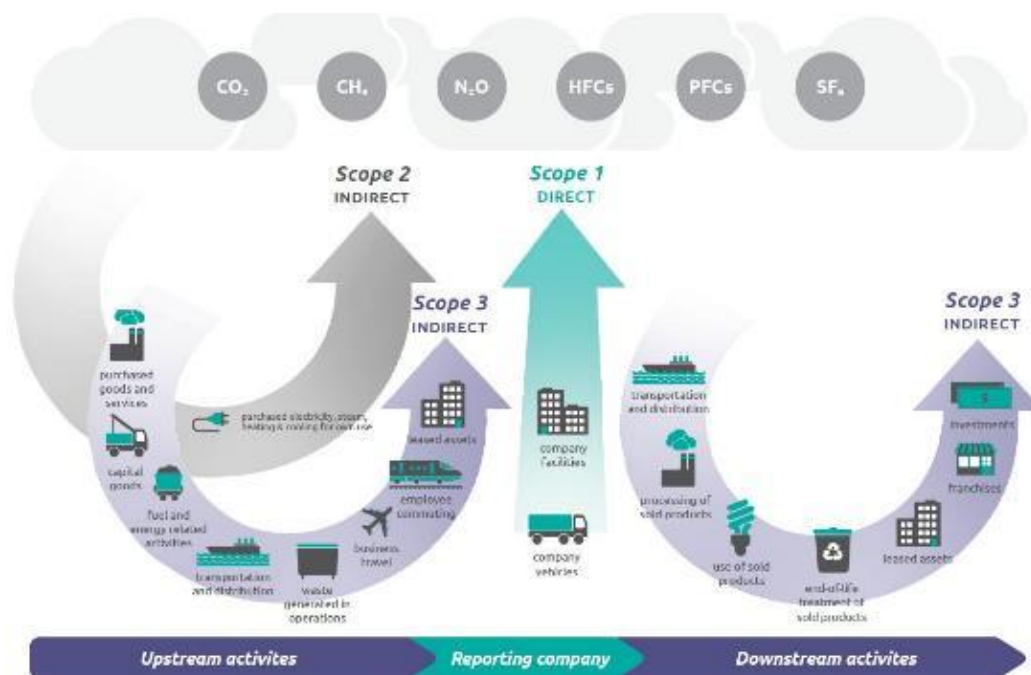 CO₂
CH₄
N₂O
HFCs
PFCs
SF₆
Scope 2
INDIRECT
Scope 1
DIRECT
Scope 3
INDIRECT
Scope 3
INDIRECT
purchased
goods and
services
capital
goods
fuel and
energy related
activities
transportation
and distribution
waste
generated in
operations
business
travel
employee
commuting
leased assets
purchased electricity, steam,
heating & cooling for own use
company
facilities
company
vehicles
transportation
and distribution
processing of
sold products
use of sold
products
end-of-life
treatment of
sold products
leased assets
franchises
investments
Upstream activites
Reporting company
Downstream activites